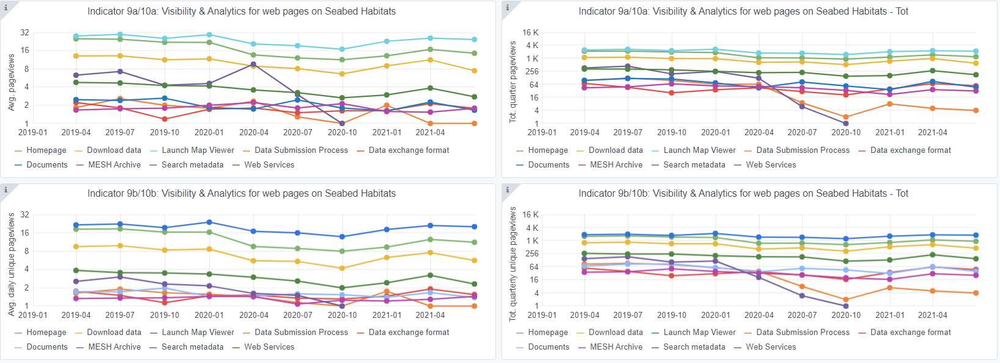 Indicator 9a/10a: Visibility & Analytics for web pages on Seabed Habitats
Avg. pageviews
32
16
8
4
2
1
2019-01 2019-04 2019-07 2019-10 2020-01 2020-04 2020-07 2020-10 2021-01 2021-04
Homepage Download data Launch Map Viewer Data Submission Process Data exchange format
Documents MESH Archive Search metadata Web Services
Indicator 9a/10a: Visibility & Analytics for web pages on Seabed Habitats - Tot
Tot. quarter pageviews
16 K
4 K
1 K
256
64
16
4
1
2019-01 2019-04 2019-07 2019-10 2020-01 2020-04 2020-07 2020-10 2021-01 2021-04
Homepage Download data Launch Map Viewer Data Submission Process Data exchange format
Documents MESH Archive Search metadata Web Services
Indicator 9b/10b: Visibility & Analytics for web pages on Seabed Habitats
Avg. daily unique pageviews
32
16
8
4
2
1
2019-01 2019-04 2019-07 2019-10 2020-01 2020-04 2020-07 2020-10 2021-01 2021-04
Homepage Download data Launch Map Viewer Data Submission Process Data exchange format
Documents MESH Archive Search metadata Web Services
Indicator 9b/10b: Visibility & Analytics for web pages on Seabed Habitats - Tot
Tot. quarterly unique pageviews
16 K
4 K
1 K
256
64
16
4
1
2019-01 2019-04 2019-07 2019-10 2020-01 2020-04 2020-07 2020-10 2021-01 2021-04
Homepage Download data Launch Map Viewer Data Submission Process Data exchange format
Documents MESH Archive Search metadata Web Services